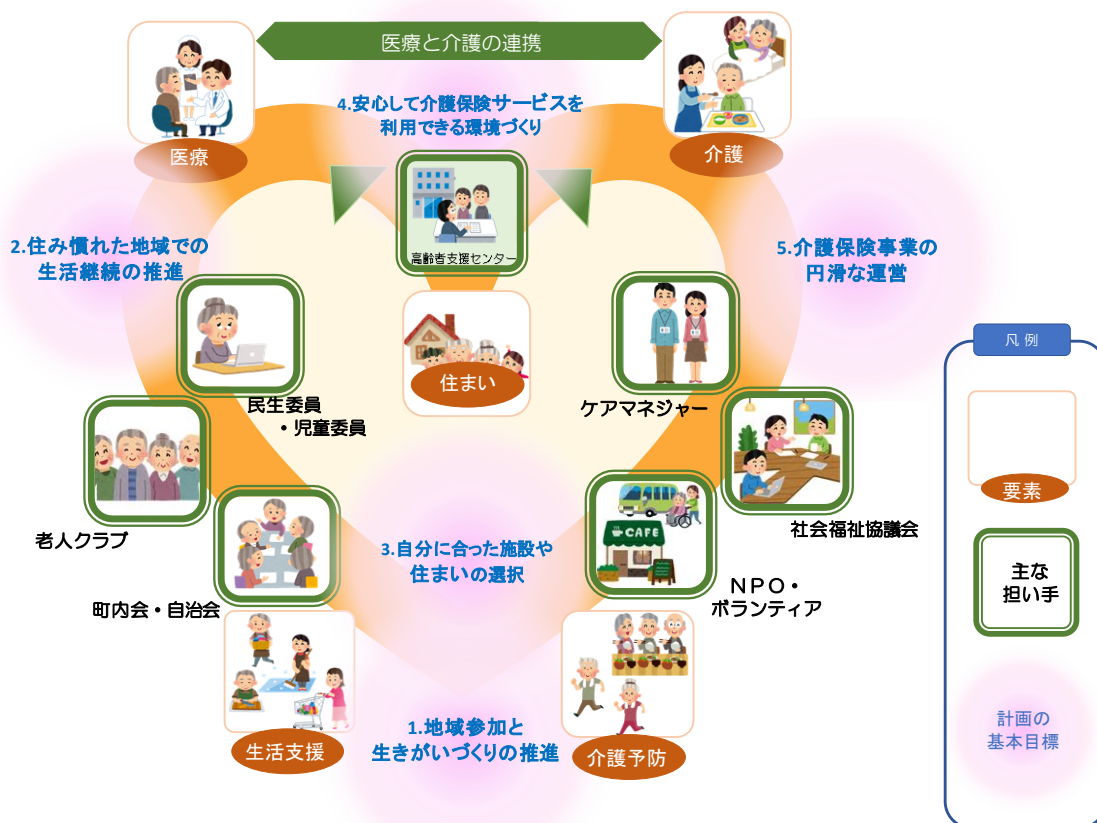 医療と介護の連携
4.安心して介護保険サービスを
利用できる環境づくり
医療
介護
高齢者支援センター
2.住み慣れた地域での
生活継続の推進
5.介護保険事業の
円滑な運営
住まい
民生委員
・児童委員
ケアマネジャー
老人クラブ
社会福祉協議会
CAFE
3.自分に合った施設や
住まいの選択
町内会・自治会
NPO・
ボランティア
1.地域参加と
生きがいづくりの推進
生活支援
介護予防
凡例
要素
主な
担い手
計画の
基本目標